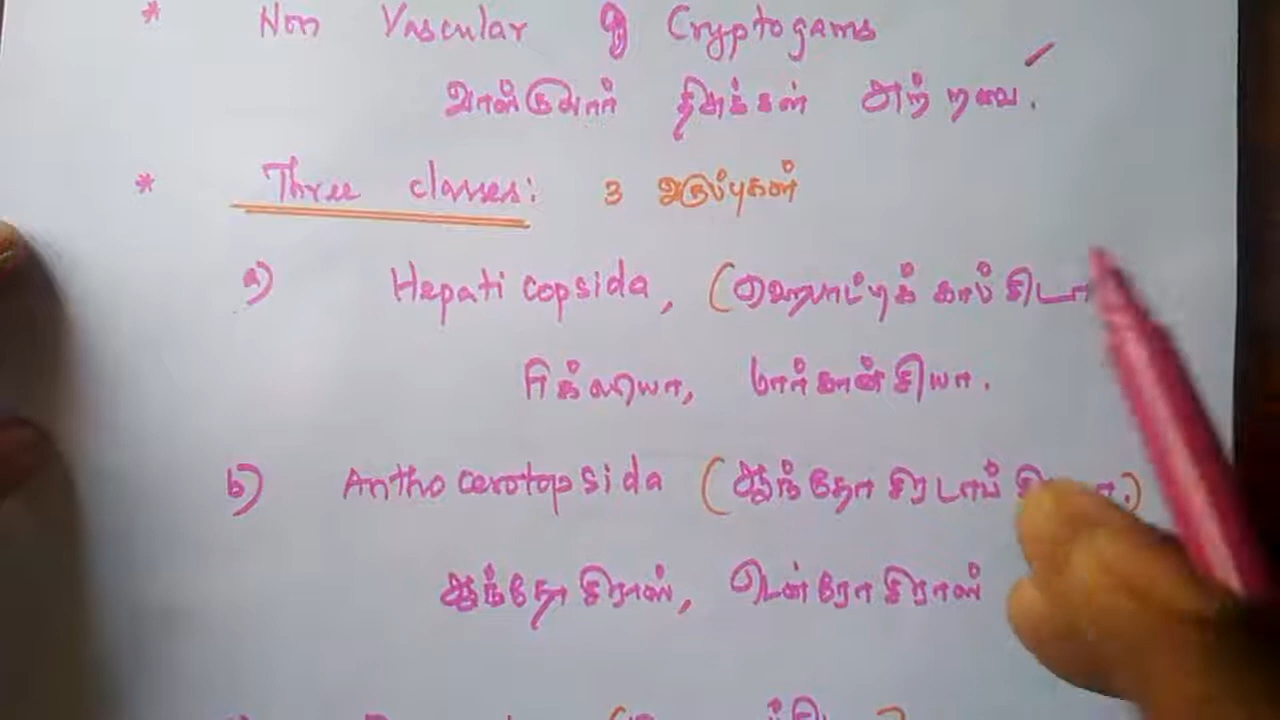 * Non Vascular Cryptogams
வாஸ்குலார் திசுக்கள் அற்றவை.
* Three classes: 3 வகுப்புகள்
a) Hepaticopsida, (ஹெபாட்டிக் காப்சிடா
ரிக்ஸியா, மார்கான்சியா.
b) Anthocerotopsida (ஆந்தோசிரடாப்
ஆந்தோசிராஸ், டென்ரோசிராஸ்